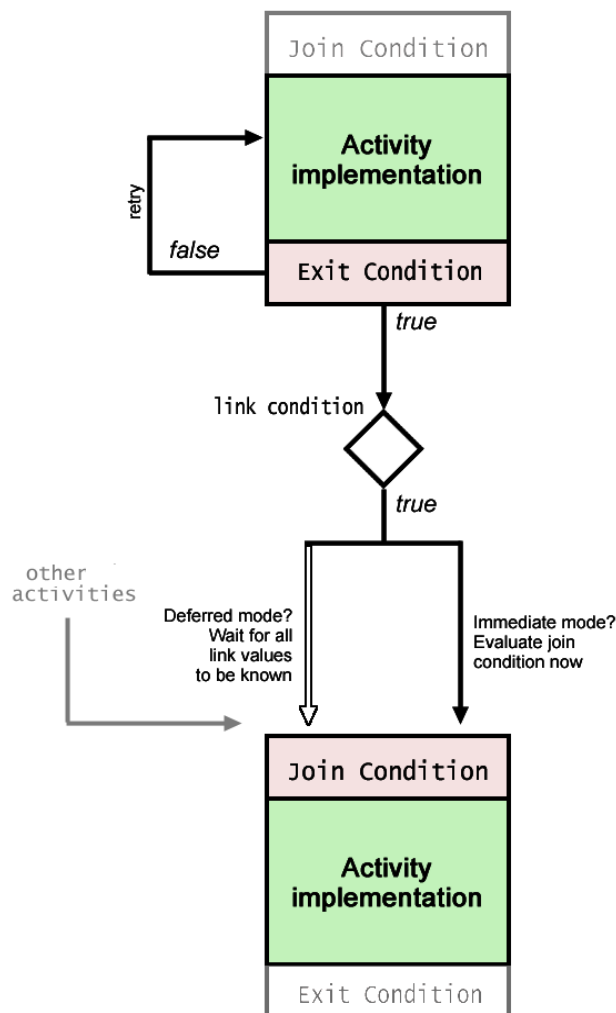 Join Condition
Activity
implementation
retry
false
Exit Condition
true
link condition
true
other
activities
Deferred mode?
Wait for all
link values
to be known
Immediate mode?
Evaluate join
condition now
Join Condition
Activity
implementation
Exit Condition